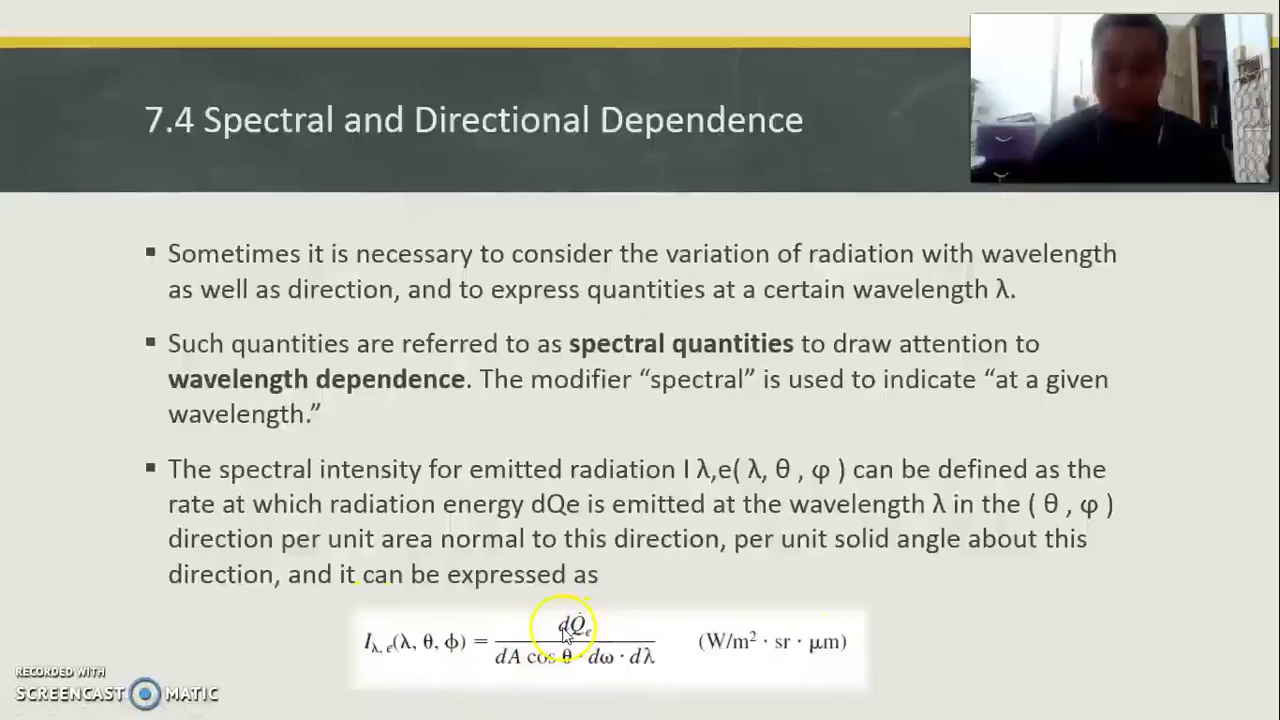 7.4 Spectral and Directional Dependence
▪ Sometimes it is necessary to consider the variation of radiation with wavelength
as well as direction, and to express quantities at a certain wavelength λ.
▪ Such quantities are referred to as spectral quantities to draw attention to
wavelength dependence. The modifier “spectral” is used to indicate “at a given
wavelength.”
▪ The spectral intensity for emitted radiation I λ,e( λ, θ , φ ) can be defined as the
rate at which radiation energy dQe is emitted at the wavelength λ in the ( θ , φ )
direction per unit area normal to this direction, per unit solid angle about this
direction, and it can be expressed as
I_{λ, e}(λ, θ, ϕ) = dQ̇_e / dA cos θ · dω · dλ (W/m² · sr · μm)
RECORDED WITH
SCREENCAST MATIC